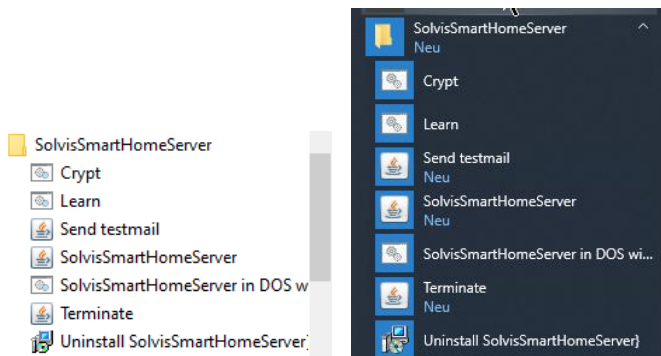 SolvisSmartHomeServer
Crypt
Learn
Send testmail
SolvisSmartHomeServer
SolvisSmartHomeServer in DOS w
Terminate
Uninstall SolvisSmartHomeServer}
SolvisSmartHomeServer
Neu
Crypt
Learn
Send testmail
Neu
SolvisSmartHomeServer
Neu
SolvisSmartHomeServer in DOS wi...
Terminate
Neu
Uninstall SolvisSmartHomeServer}